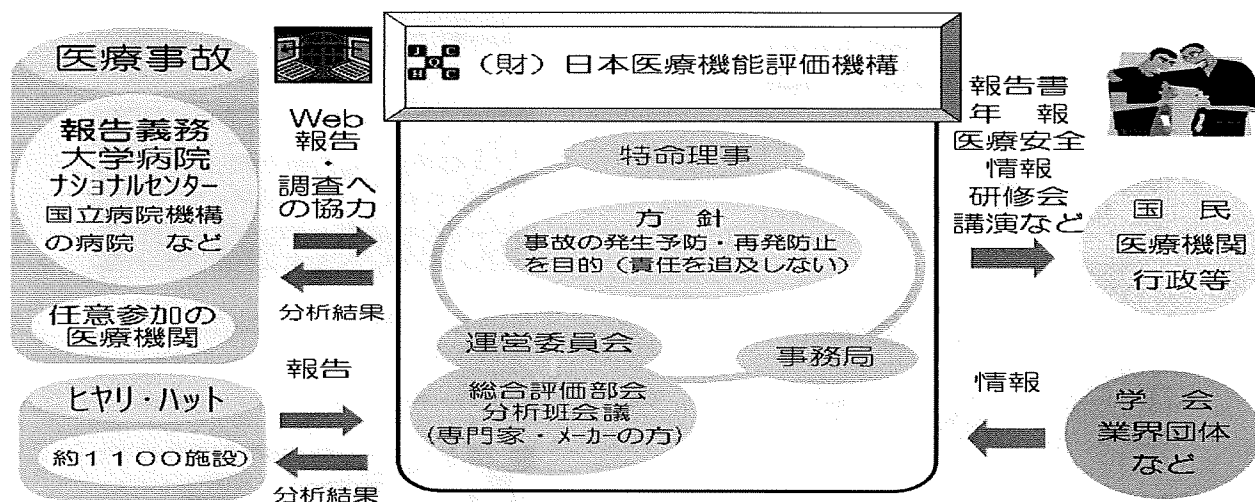 医療事故
報告義務
大学病院
ナショナルセンター
国立病院機構
の病院 など
任意参加の
医療機関
ヒヤリ・ハット
約1100施設)
Web
報告
・
調査へ
の協力
分析結果
報告
分析結果
J C
Q
H C
(財)日本医療機能評価機構
特命理事
方 針
事故の発生予防・再発防止
を目的(責任を追及しない)
運営委員会
事務局
総合評価部会
分析班会議
(専門家・メーカーの方)
報告書
年 報
医療安全
情報
研修会
講演など
国 民
医療機関
行政等
情報
学 会
業界団体
など